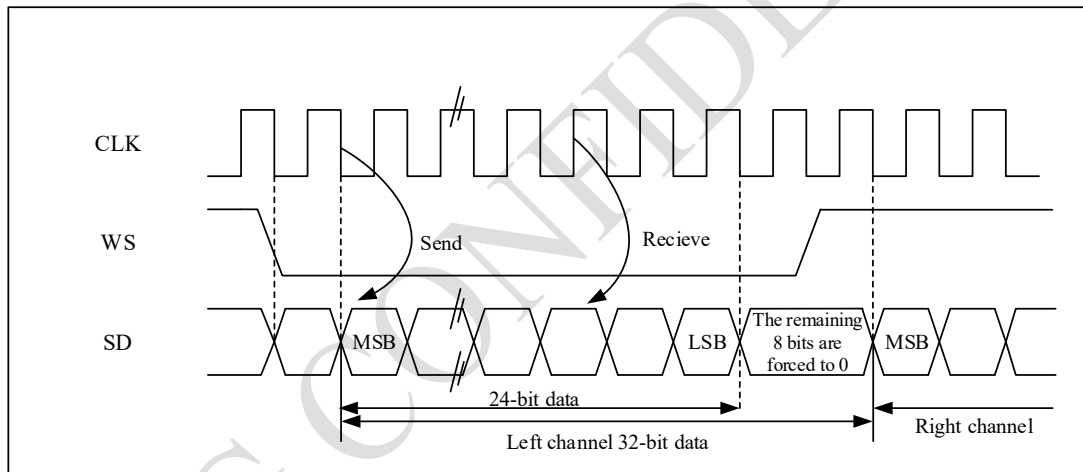 CLK
WS
Send
Recieve
SD
MSB
LSB
The remaining
8 bits are
forced to 0
MSB
24-bit data
Left channel 32-bit data
Right channel
CONFIDE